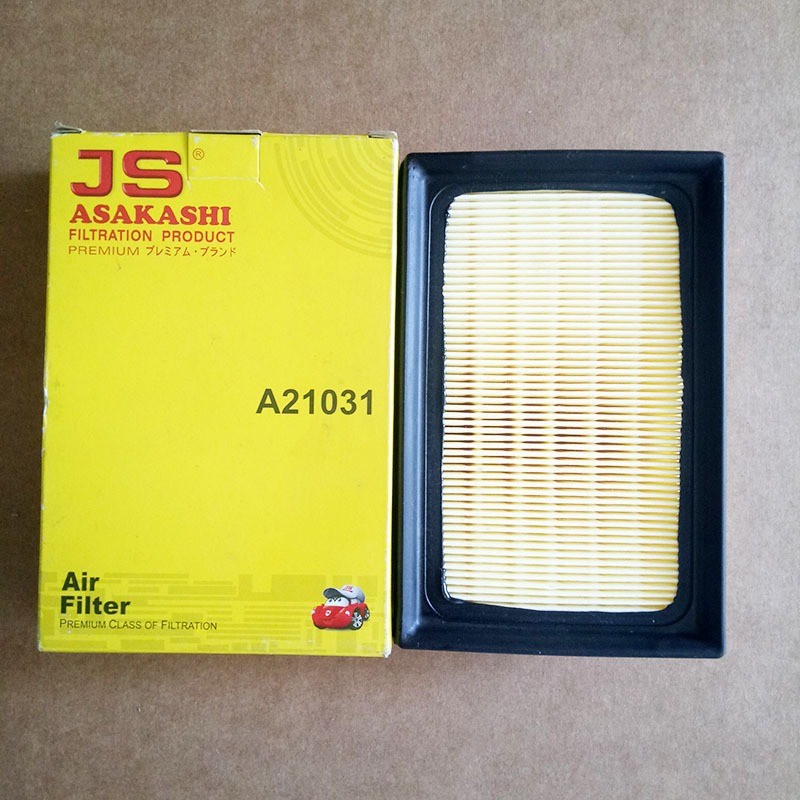 JS®
ASAKASHI
FILTRATION PRODUCT
PREMIUM プレミアム・ブランド
A21031
Air
Filter
PREMIUM CLASS OF FILTRATION